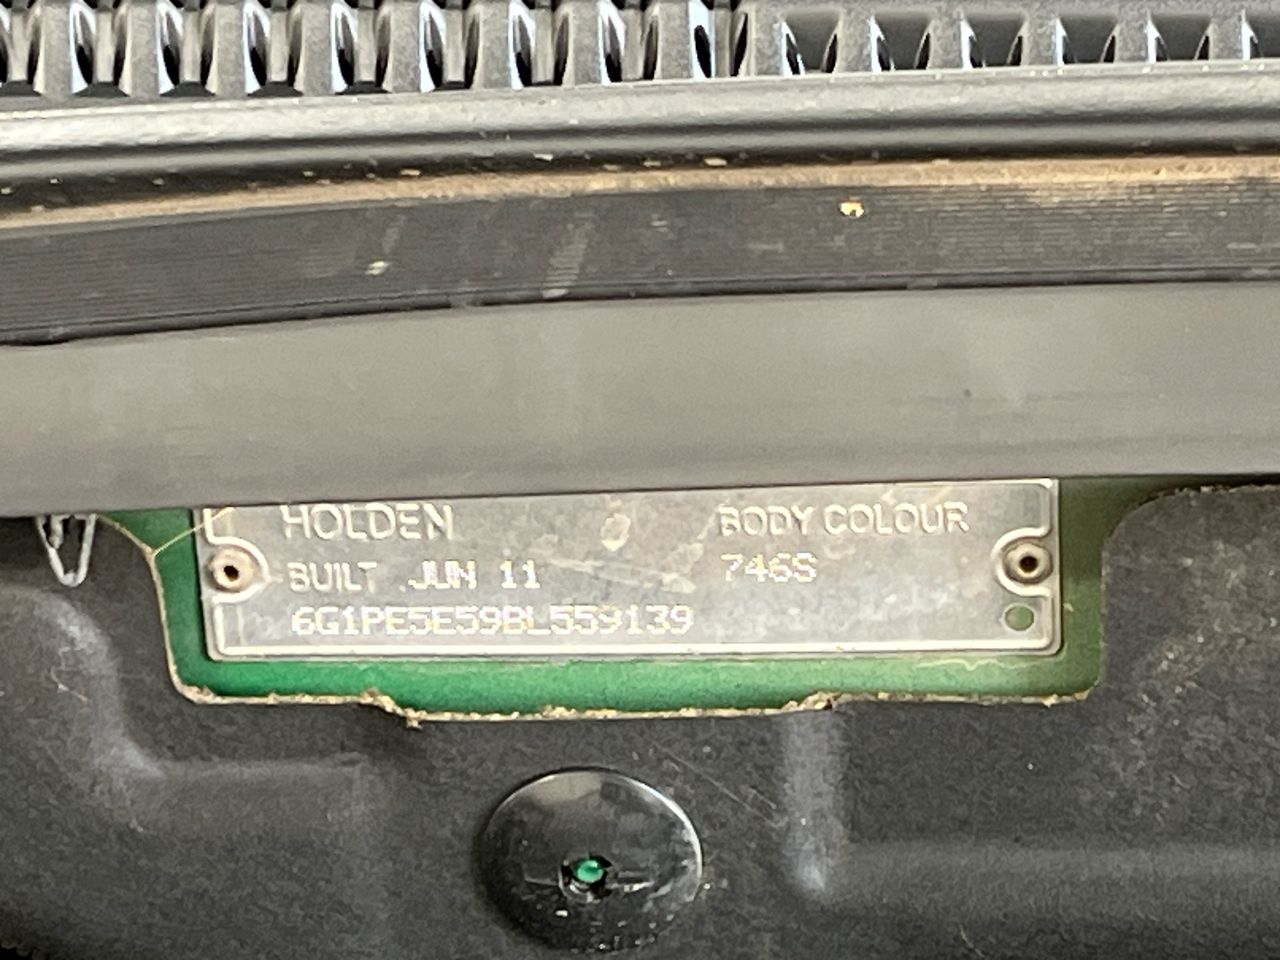 HOLDEN BODY COLOUR
BUILT JUN 11 746S
6G1PE5E59BL559139